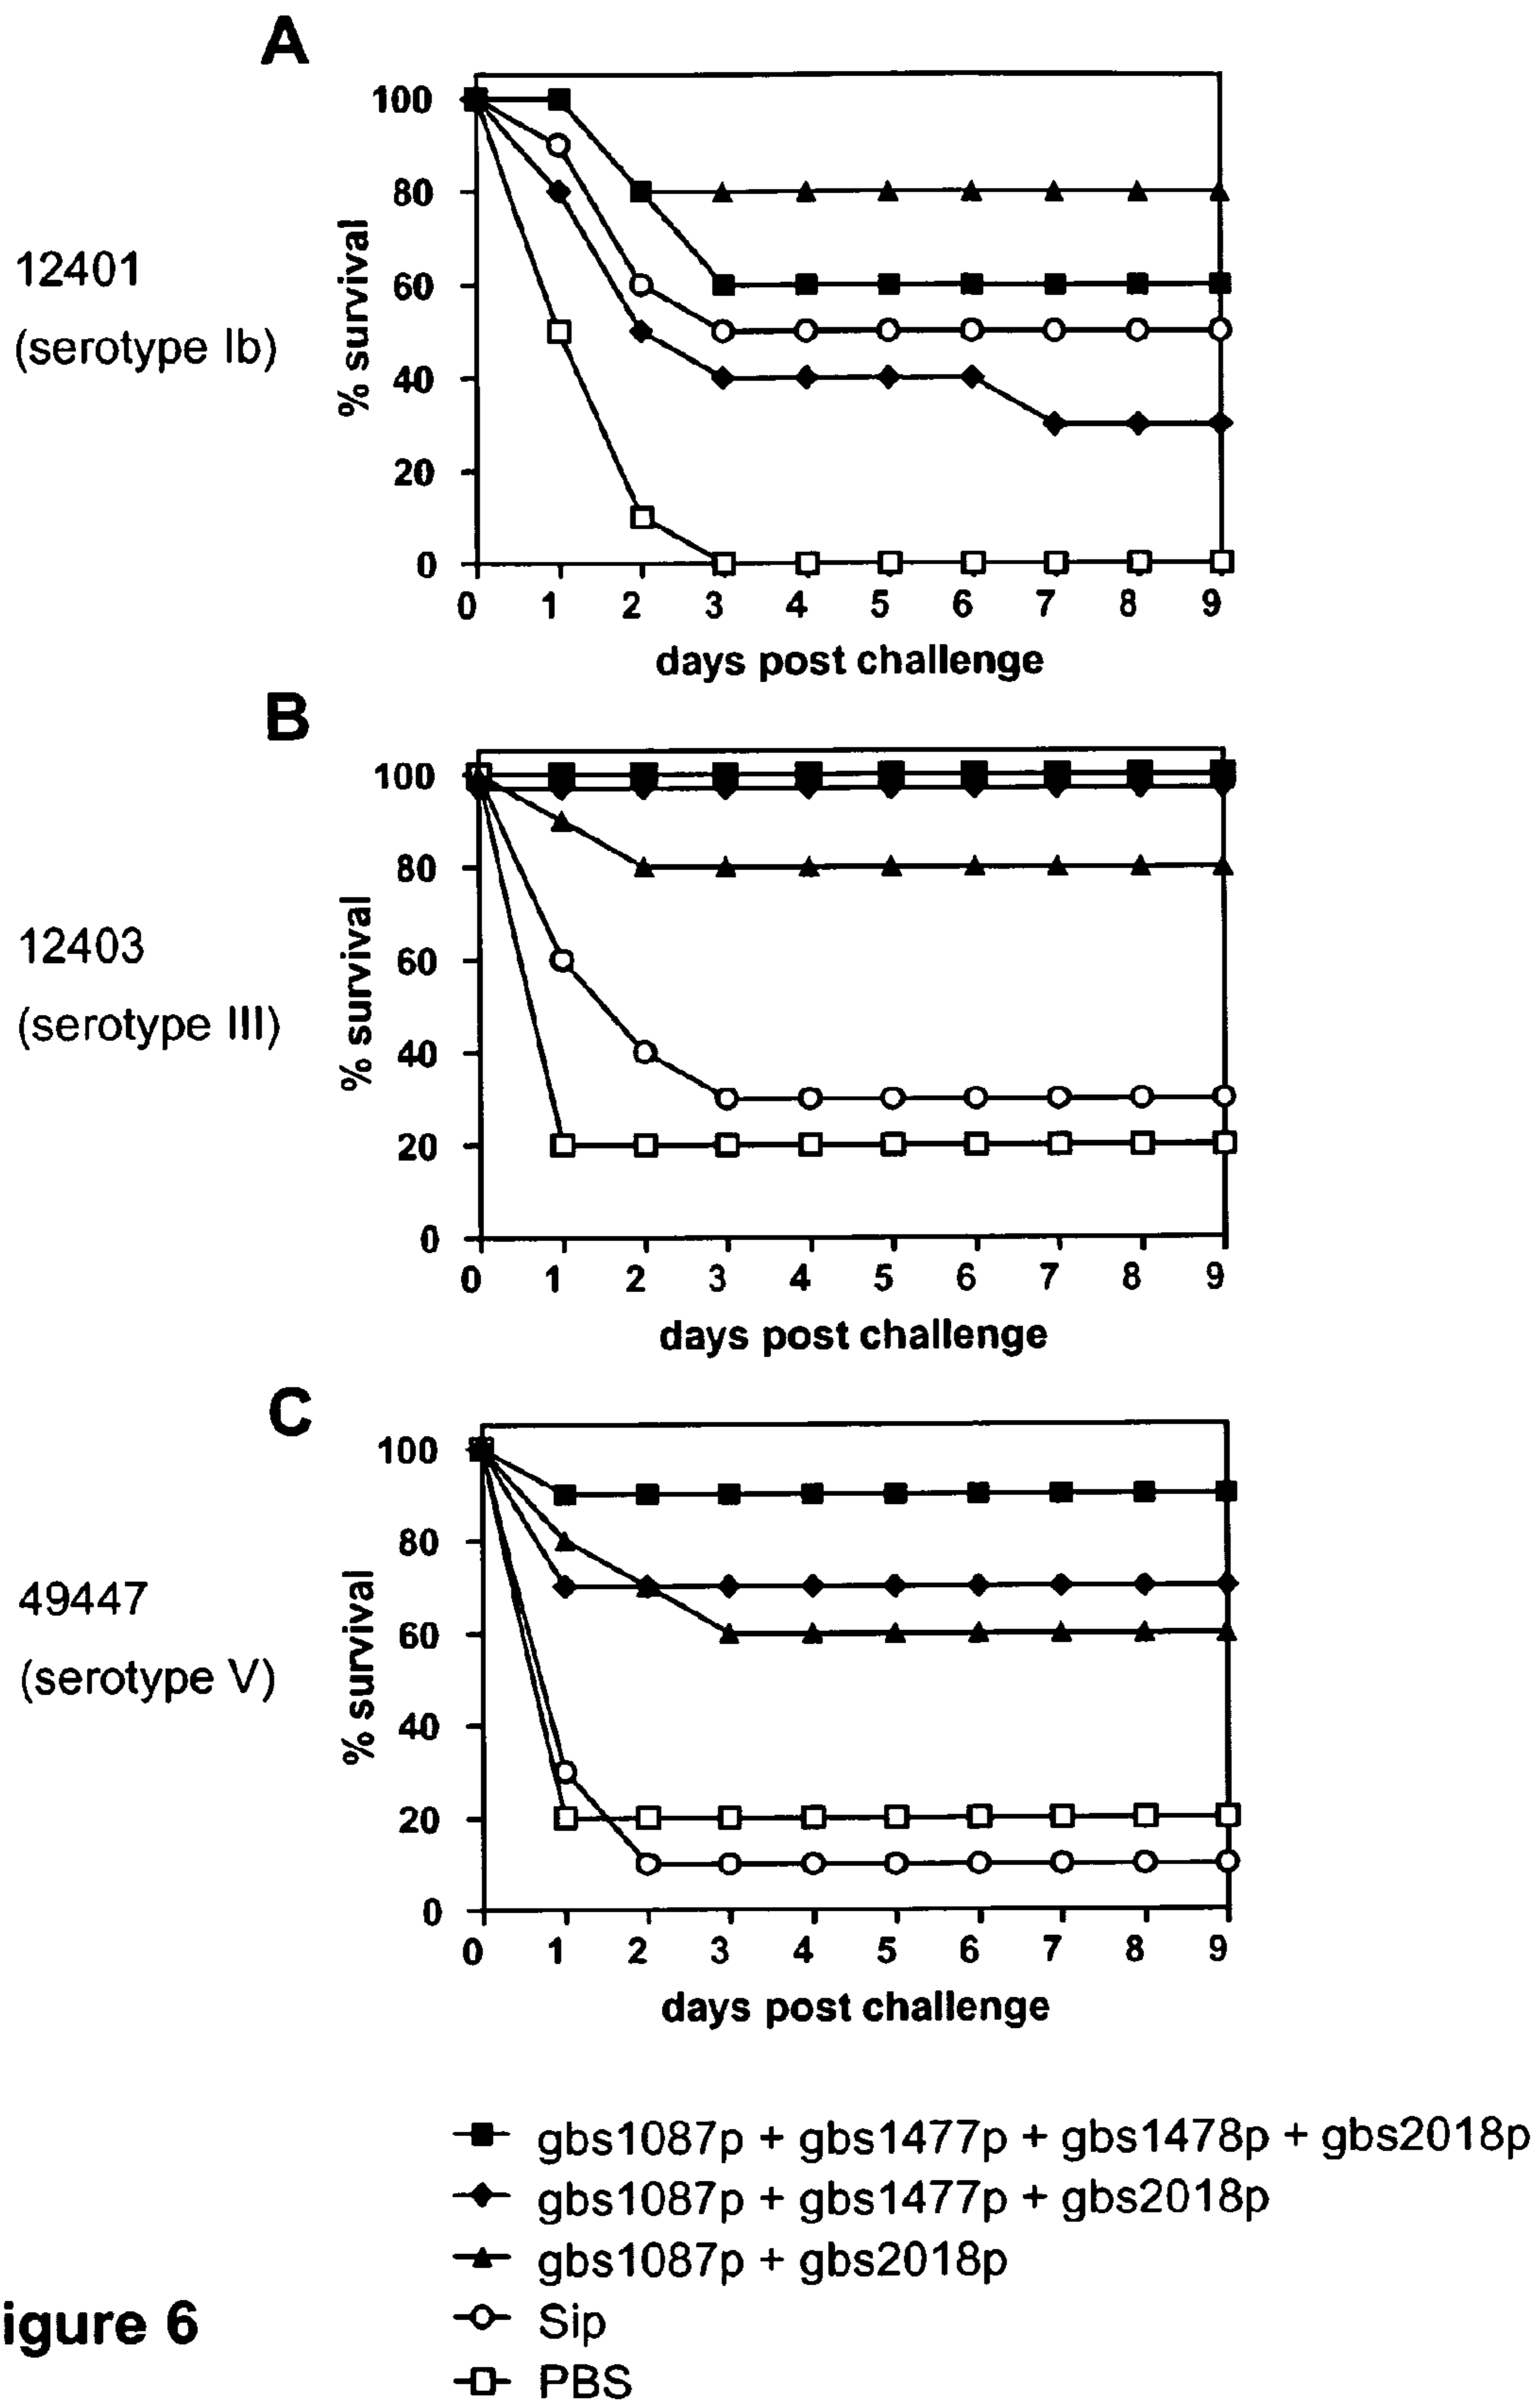 A
12401
(serotype Ib)
% survival
100
80
60
40
20
0
0 1 2 3 4 5 6 7 8 9
days post challenge
B
12403
(serotype III)
% survival
100
80
60
40
20
0
0 1 2 3 4 5 6 7 8 9
days post challenge
C
49447
(serotype V)
% survival
100
80
60
40
20
0
0 1 2 3 4 5 6 7 8 9
days post challenge
gbs1087p + gbs1477p + gbs1478p + gbs2018p
gbs1087p + gbs1477p + gbs2018p
gbs1087p + gbs2018p
Sip
PBS
igure 6